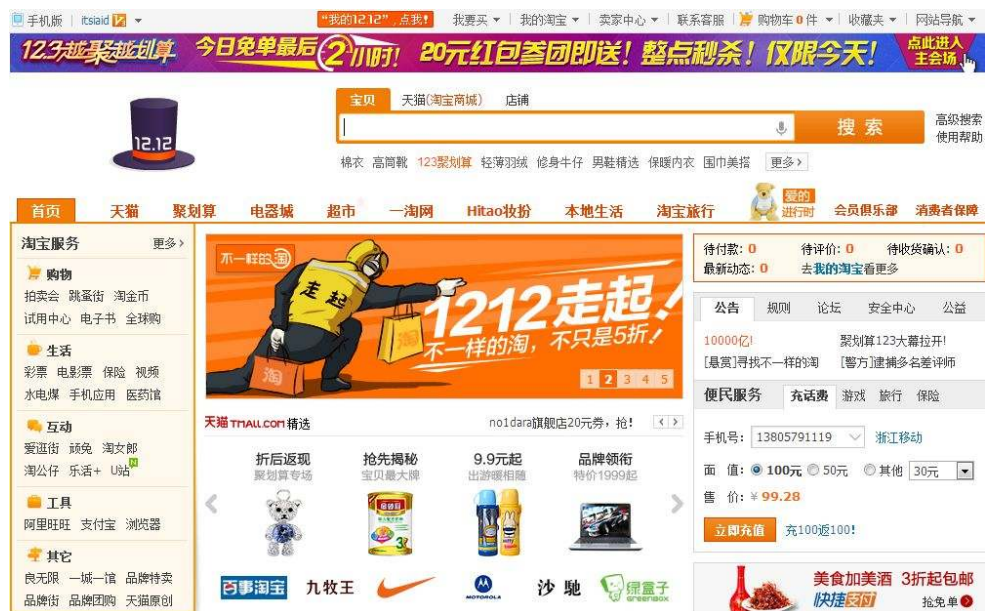 手机版 itsiaid
"我的12.12",点我! 我要买 我的淘宝 卖家中心 联系客服 购物车0件 收藏夹 网站导航
12.3越聚越划算 今日免单最后2小时! 20元红包参团即送! 整点秒杀! 仅限今天! 点此进入主会场
12.12
宝贝 天猫(淘宝商城) 店铺
搜 索
高级搜索
使用帮助
棉衣 高筒靴 123聚划算 轻薄羽绒 修身牛仔 男鞋精选 保暖内衣 围巾美搭 更多
首页 天猫 聚划算 电器城 超市 一淘网 Hitao妆扮 本地生活 淘宝旅行 爱的进行时 会员俱乐部 消费者保障
淘宝服务 更多
购物
拍卖会 跳蚤街 淘金币
试用中心 电子书 全球购
生活
彩票 电影票 保险 视频
水电煤 手机应用 医药馆
互动
爱逛街 顽兔 淘女郎
淘公仔 乐活+ U站 N
工具
阿里旺旺 支付宝 浏览器
其它
良无限 一城一馆 品牌特卖
品牌街 品牌团购 天猫原创
不一样的淘
走起
淘
1212走起!
不一样的淘，不只是5折!
1 2 3 4 5
天猫TMALL.COM精选 no1dara旗舰店20元券，抢!
折后返现 抢先揭秘 9.9元起 品牌领衔
聚划算专场 宝贝最大牌 出游暖相随 特价1999起
百事淘宝 九牧王 MOTOROLA 沙驰 绿盒子 greenbox
待付款: 0 待评价: 0 待收货确认: 0
最新动态: 0 去我的淘宝看更多
公告 规则 论坛 安全中心 公益
10000亿! 聚划算123大幕拉开!
[悬赏]寻找不一样的淘 [警方]逮捕多名差评师
便民服务 充话费 游戏 旅行 保险
手机号: 13805791119 浙江移动
面 值: 100元 50元 其他 30元
售 价: ¥ 99.28
立即充值 充100返100!
美食加美酒 3折起包邮
快捷支付 抢免单